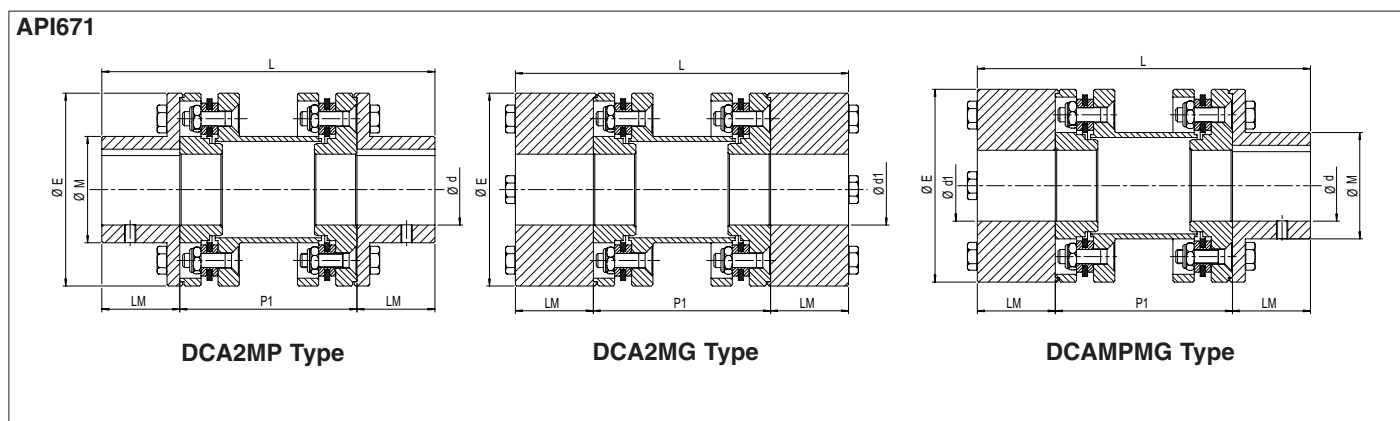 API671
L
Ø E
Ø M
Ø d
LM
P1
LM
DCA2MP Type
L
Ø E
Ø d1
LM
P1
LM
DCA2MG Type
L
Ø E
Ø d1
Ø d
Ø M
LM
P1
LM
DCAMPMG Type